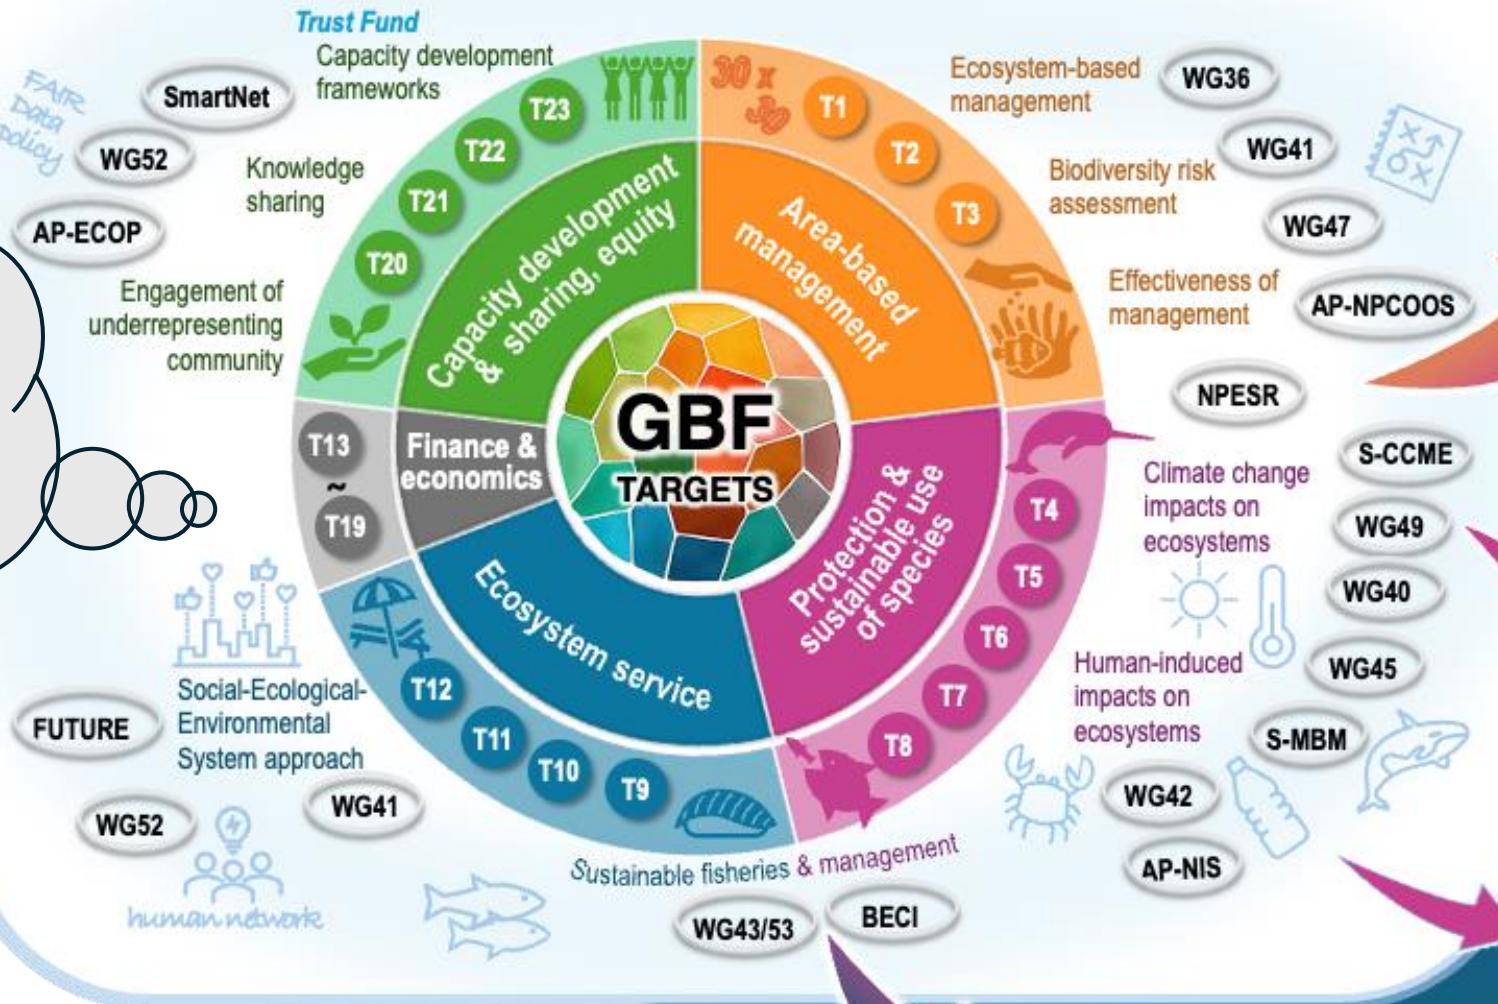 Trust Fund
Capacity development
frameworks
SmartNet
FAIR
Data
policy
WG52
Knowledge
sharing
AP-ECOP
Engagement of
underrepresenting
community
T23
T22
T21
T20
Capacity development
& sharing, equity
30 x
30
T1
T2
T3
Area-based
management
Ecosystem-based
management
WG36
WG41
Biodiversity risk
assessment
WG47
Effectiveness of
management
AP-NPCOOS
NPESR
GBF
TARGETS
T13
~
T19
Finance &
economics
Protection &
sustainable use
of species
T4
T5
T6
T7
T8
Climate change
impacts on
ecosystems
S-CCME
WG49
WG40
WG45
Human-induced
impacts on
ecosystems
S-MBM
WG42
AP-NIS
Ecosystem service
T12
T11
T10
T9
Social-Ecological-
Environmental
System approach
FUTURE
WG41
WG52
human network
Sustainable fisheries & management
WG43/53
BECI